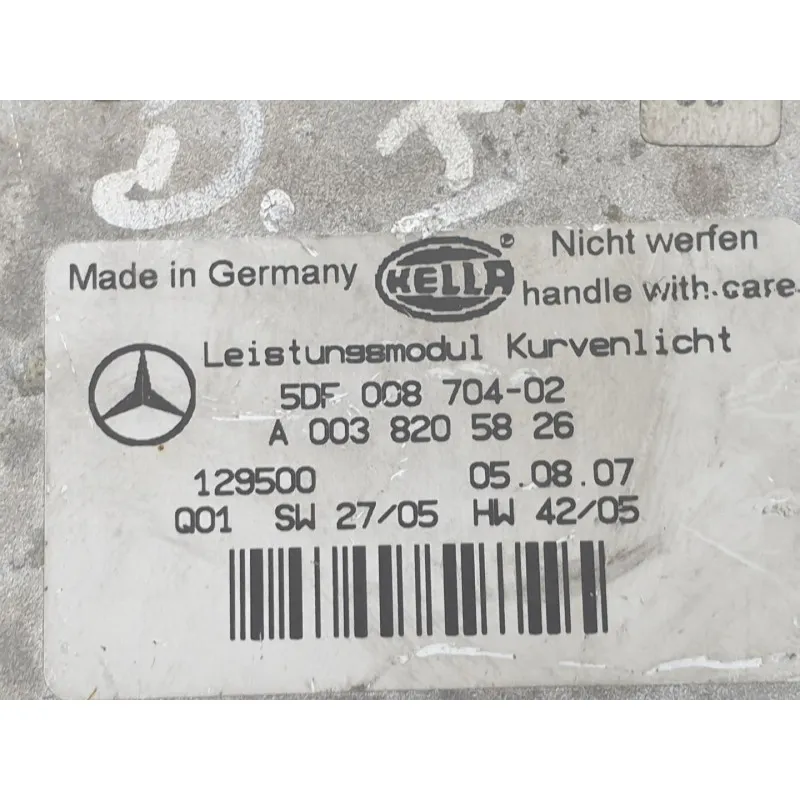 D. I
Made in Germany
HELLA®
Nicht werfen
handle with care
Leistungsmodul Kurvenlicht
5DF 008 704-02
A 003 820 58 26
129500 05.08.07
Q01 SW 27/05 HW 42/05